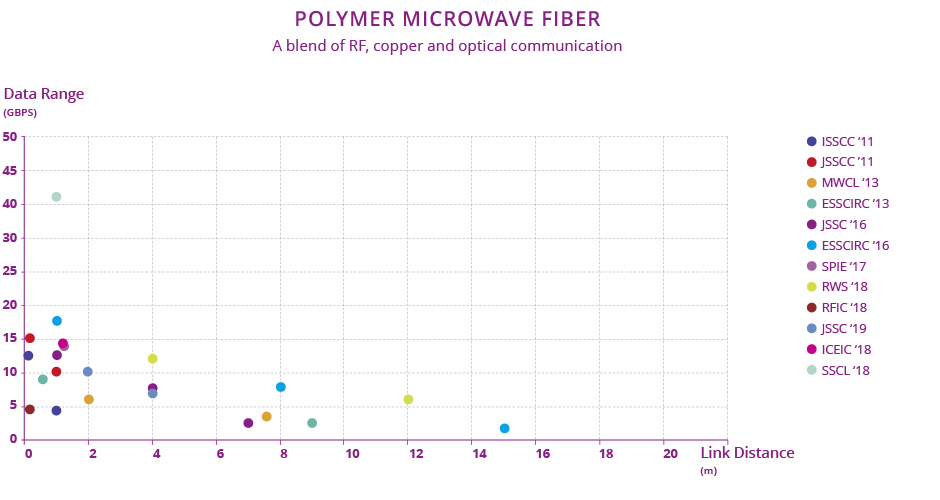 POLYMER MICROWAVE FIBER
A blend of RF, copper and optical communication
Data Range
(GBPS)
50
45
40
30
30
25
20
15
10
5
0
0 2 4 6 8 10 12 14 16 18 20
Link Distance
(m)
ISSCC ‘11
JSSCC ‘11
MWCL ‘13
ESSCIRC ‘13
JSSC ‘16
ESSCIRC ‘16
SPIE ‘17
RWS ‘18
RFIC ‘18
JSSC ‘19
ICEIC ‘18
SSCL ‘18